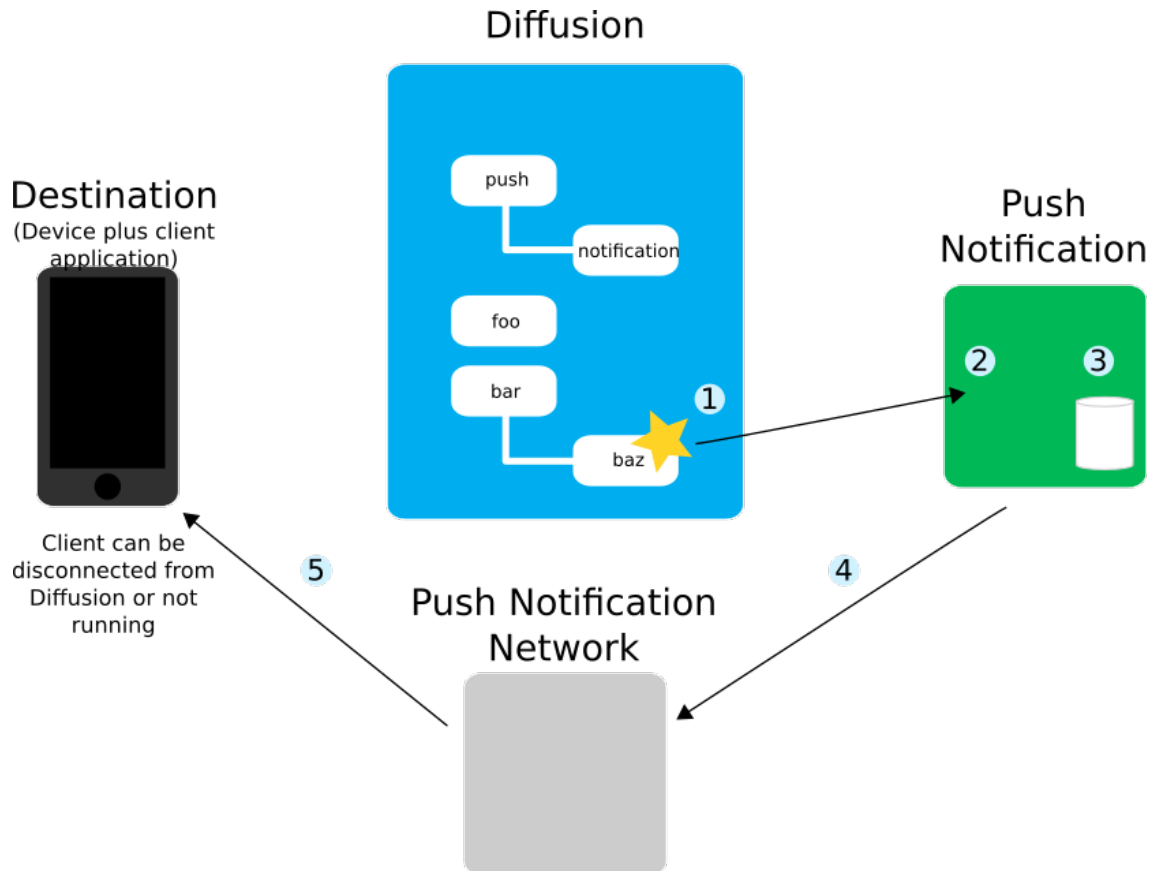 Diffusion
Destination
(Device plus client
application)
push
notification
foo
bar
baz
1
Push
Notification
2
3
Client can be
disconnected from
Diffusion or not
running
5
4
Push Notification
Network